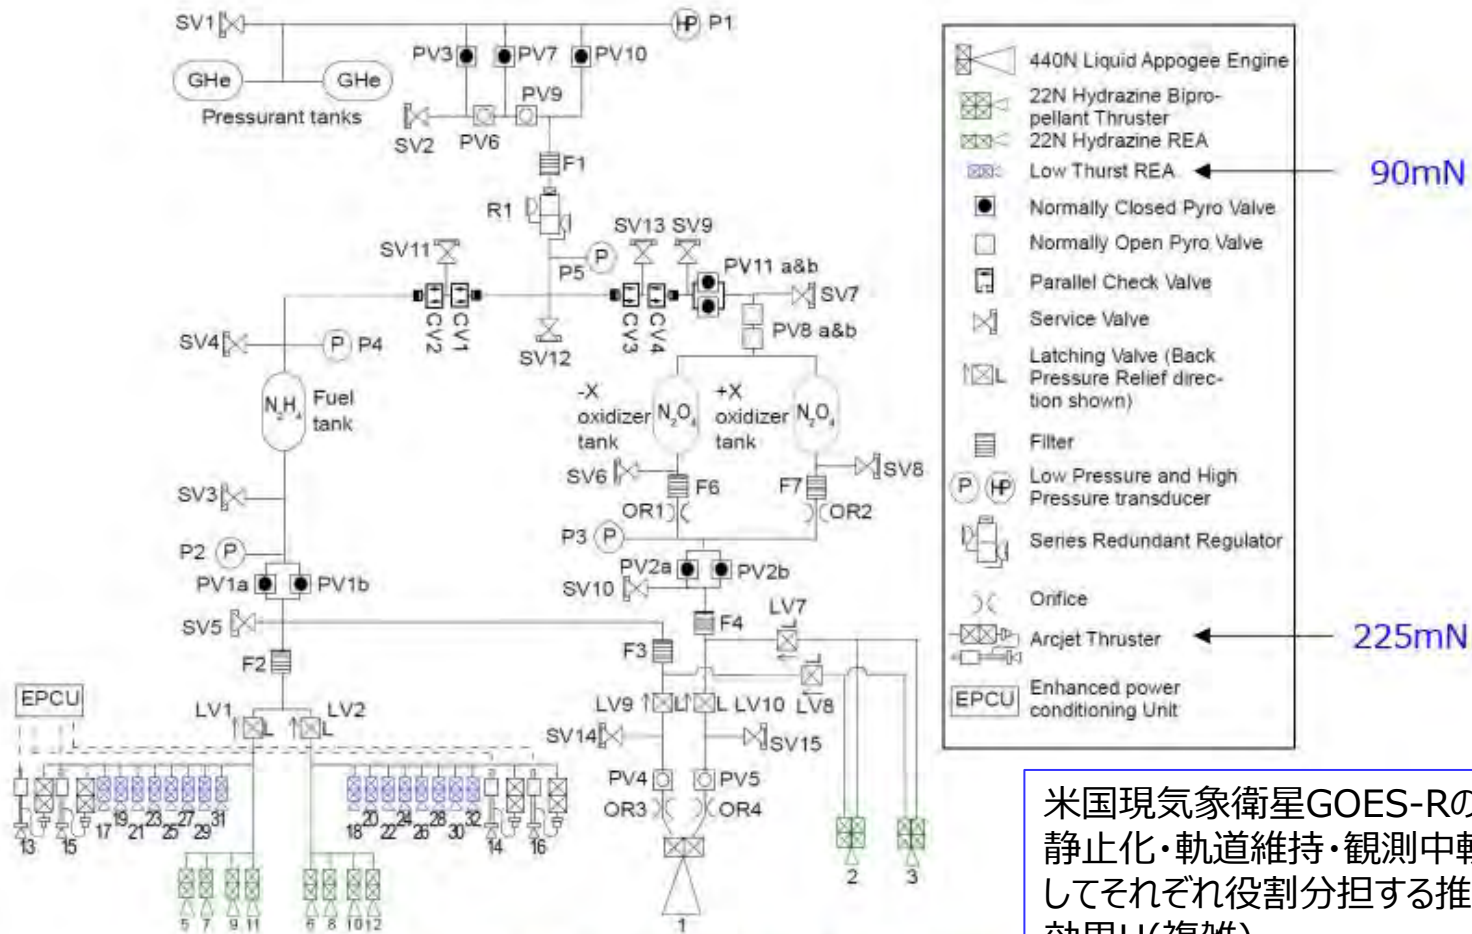 SV1
HP P1
PV3
PV7
PV10
GHe
GHe
Pressurant tanks
PV9
SV2
PV6
F1
R1
SV11
SV13
SV9
P5
P
PV11 a&b
SV7
CV2
CV1
CV3
CV4
SV12
PV8 a&b
SV4
P P4
N2H4
Fuel
tank
-X
oxidizer
tank
N2O4
+X
oxidizer
tank
N2O4
SV6
F6
F7
SV8
SV3
OR1
OR2
P3 P
P2 P
PV1a
PV1b
PV2a
PV2b
SV10
SV5
F4
LV7
L
F3
F2
EPCU
LV1
L
LV2
L
LV9
L
L
LV10
L
LV8
SV14
SV15
PV4
PV5
OR3
OR4
13
15
17
19
21
23
25
27
29
31
18
20
22
24
26
28
30
32
14
16
5
7
9
11
6
8
10
12
1
2
3
440N Liquid Appogee Engine
22N Hydrazine Bipro-
pellant Thruster
22N Hydrazine REA
Low Thurst REA
90mN
Normally Closed Pyro Valve
Normally Open Pyro Valve
Parallel Check Valve
Service Valve
L
Latching Valve (Back
Pressure Relief direc-
tion shown)
Filter
P HP
Low Pressure and High
Pressure transducer
Series Redundant Regulator
Orifice
Arcjet Thruster
225mN
EPCU
Enhanced power
conditioning Unit
米国現気象衛星GOES-Rの
静止化・軌道維持・観測中
してそれぞれ役割分担する推